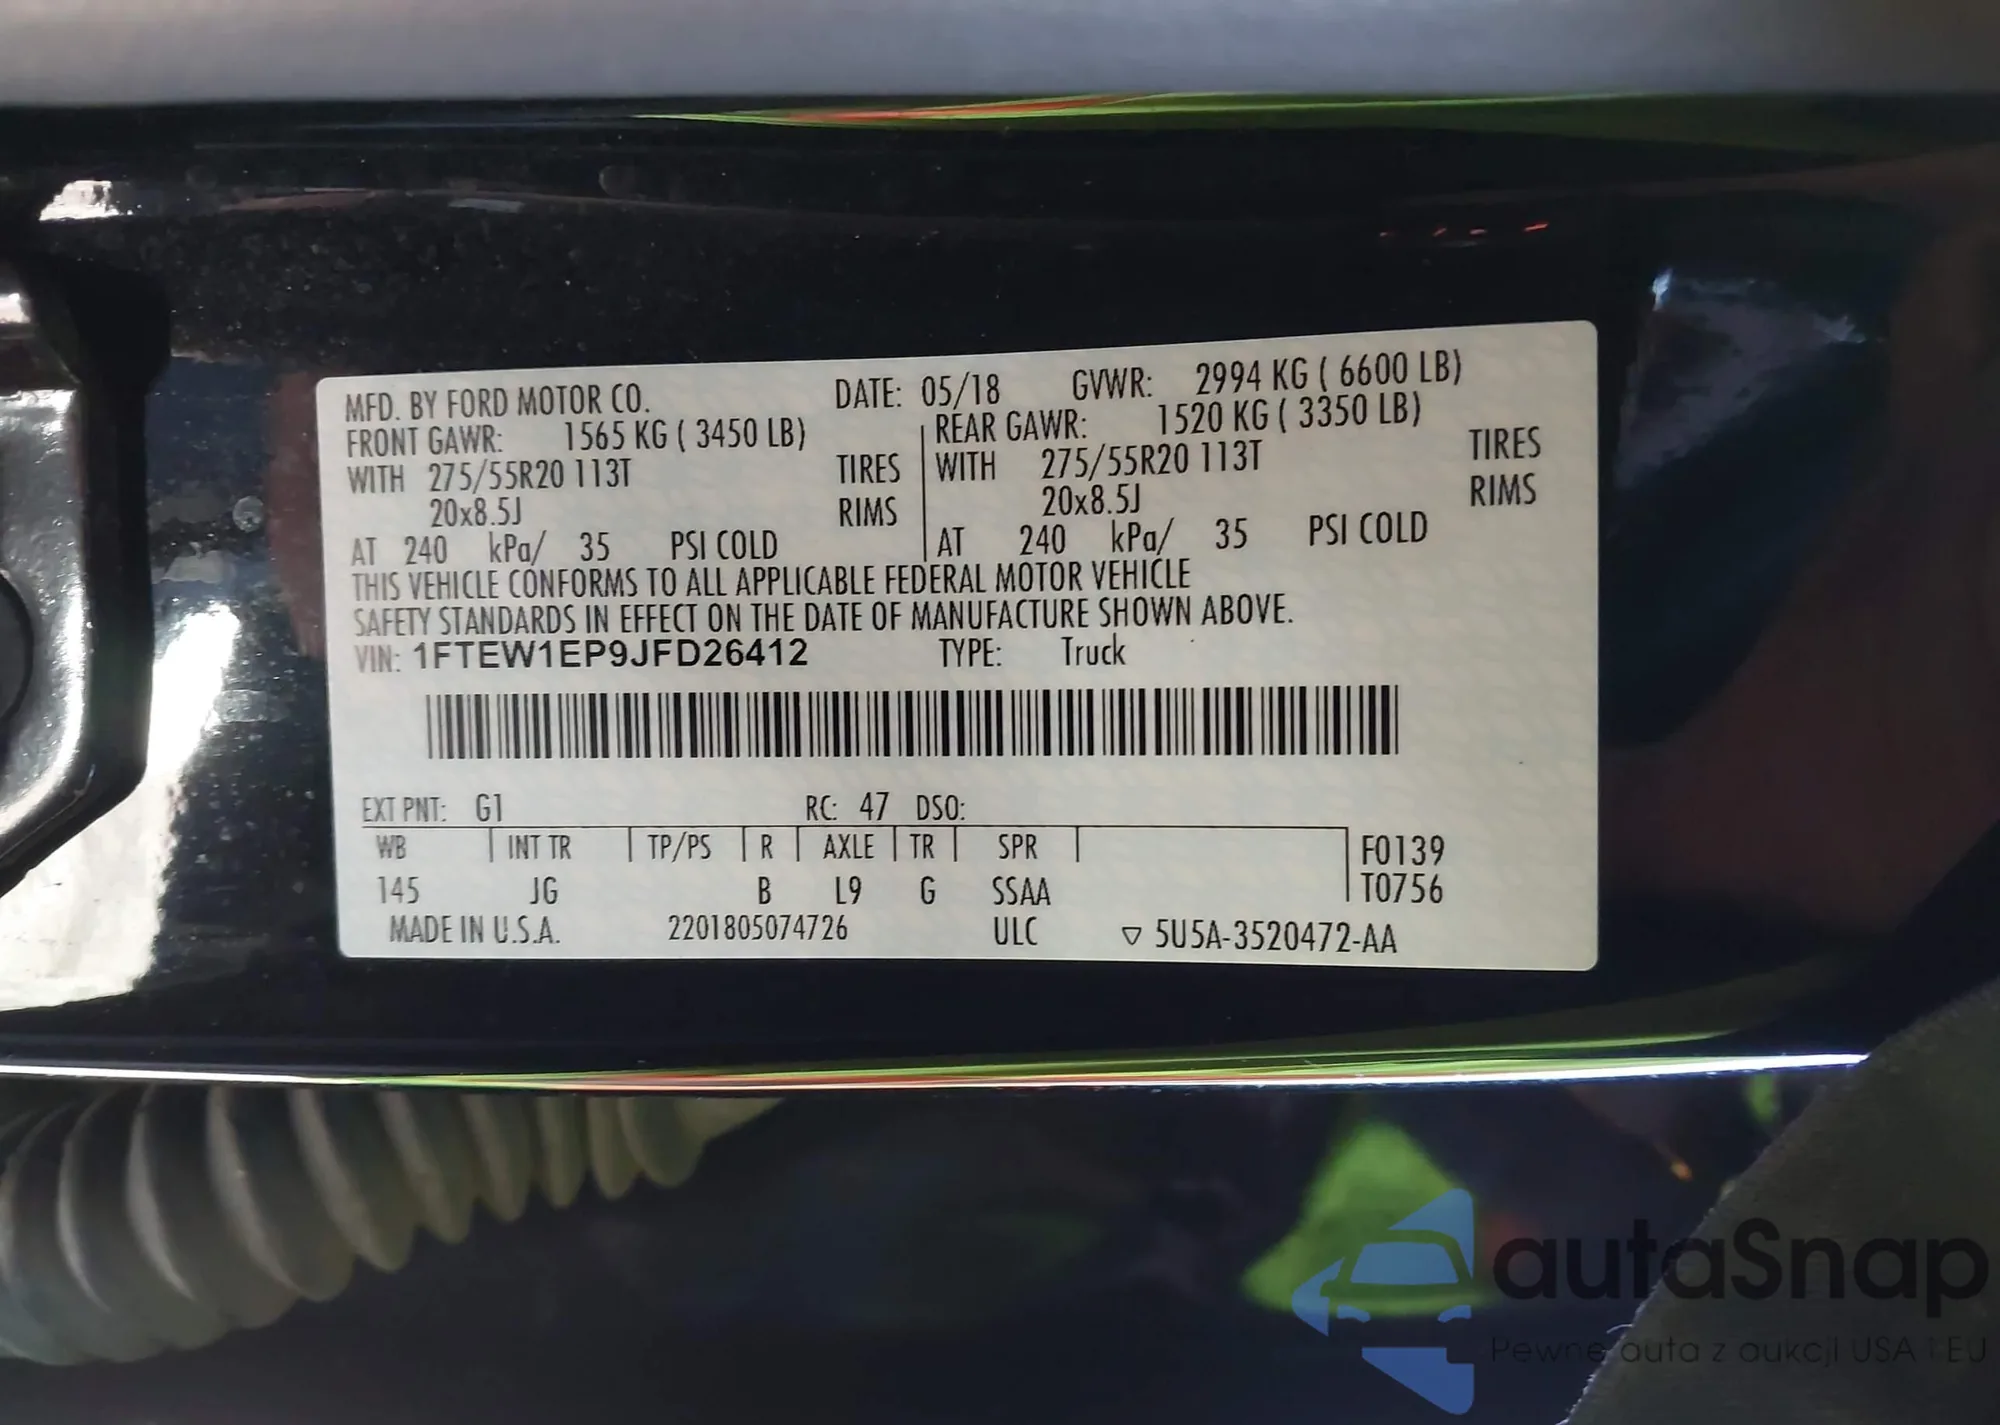 MFD. BY FORD MOTOR CO. DATE: 05/18 GVWR: 2994 KG ( 6600 LB)
FRONT GAWR: 1565 KG ( 3450 LB) REAR GAWR: 1520 KG ( 3350 LB)
WITH 275/55R20 113T TIRES WITH 275/55R20 113T TIRES
20x8.5J RIMS 20x8.5J RIMS
AT 240 kPa/ 35 PSI COLD AT 240 kPa/ 35 PSI COLD
THIS VEHICLE CONFORMS TO ALL APPLICABLE FEDERAL MOTOR VEHICLE
SAFETY STANDARDS IN EFFECT ON THE DATE OF MANUFACTURE SHOWN ABOVE.
VIN: 1FTEW1EP9JFD26412 TYPE: Truck
EXT PNT: G1 RC: 47 DSO:
WB INT TR TP/PS R AXLE TR SPR F0139
145 JG B L9 G SSAA T0756
MADE IN U.S.A. 2201805074726 ULC ▽ 5U5A-3520472-AA
autaSnap
Pewne auta z aukcji USA i EU